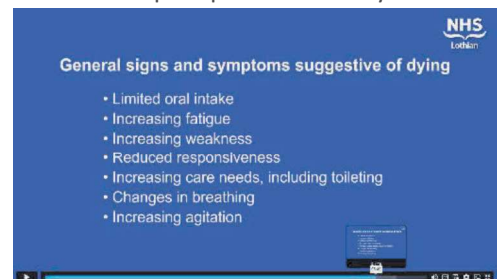 NHS
Lothian
General signs and symptoms suggestive of dying
• Limited oral intake
• Increasing fatigue
• Increasing weakness
• Reduced responsiveness
• Increasing care needs, including toileting
• Changes in breathing
• Increasing agitation